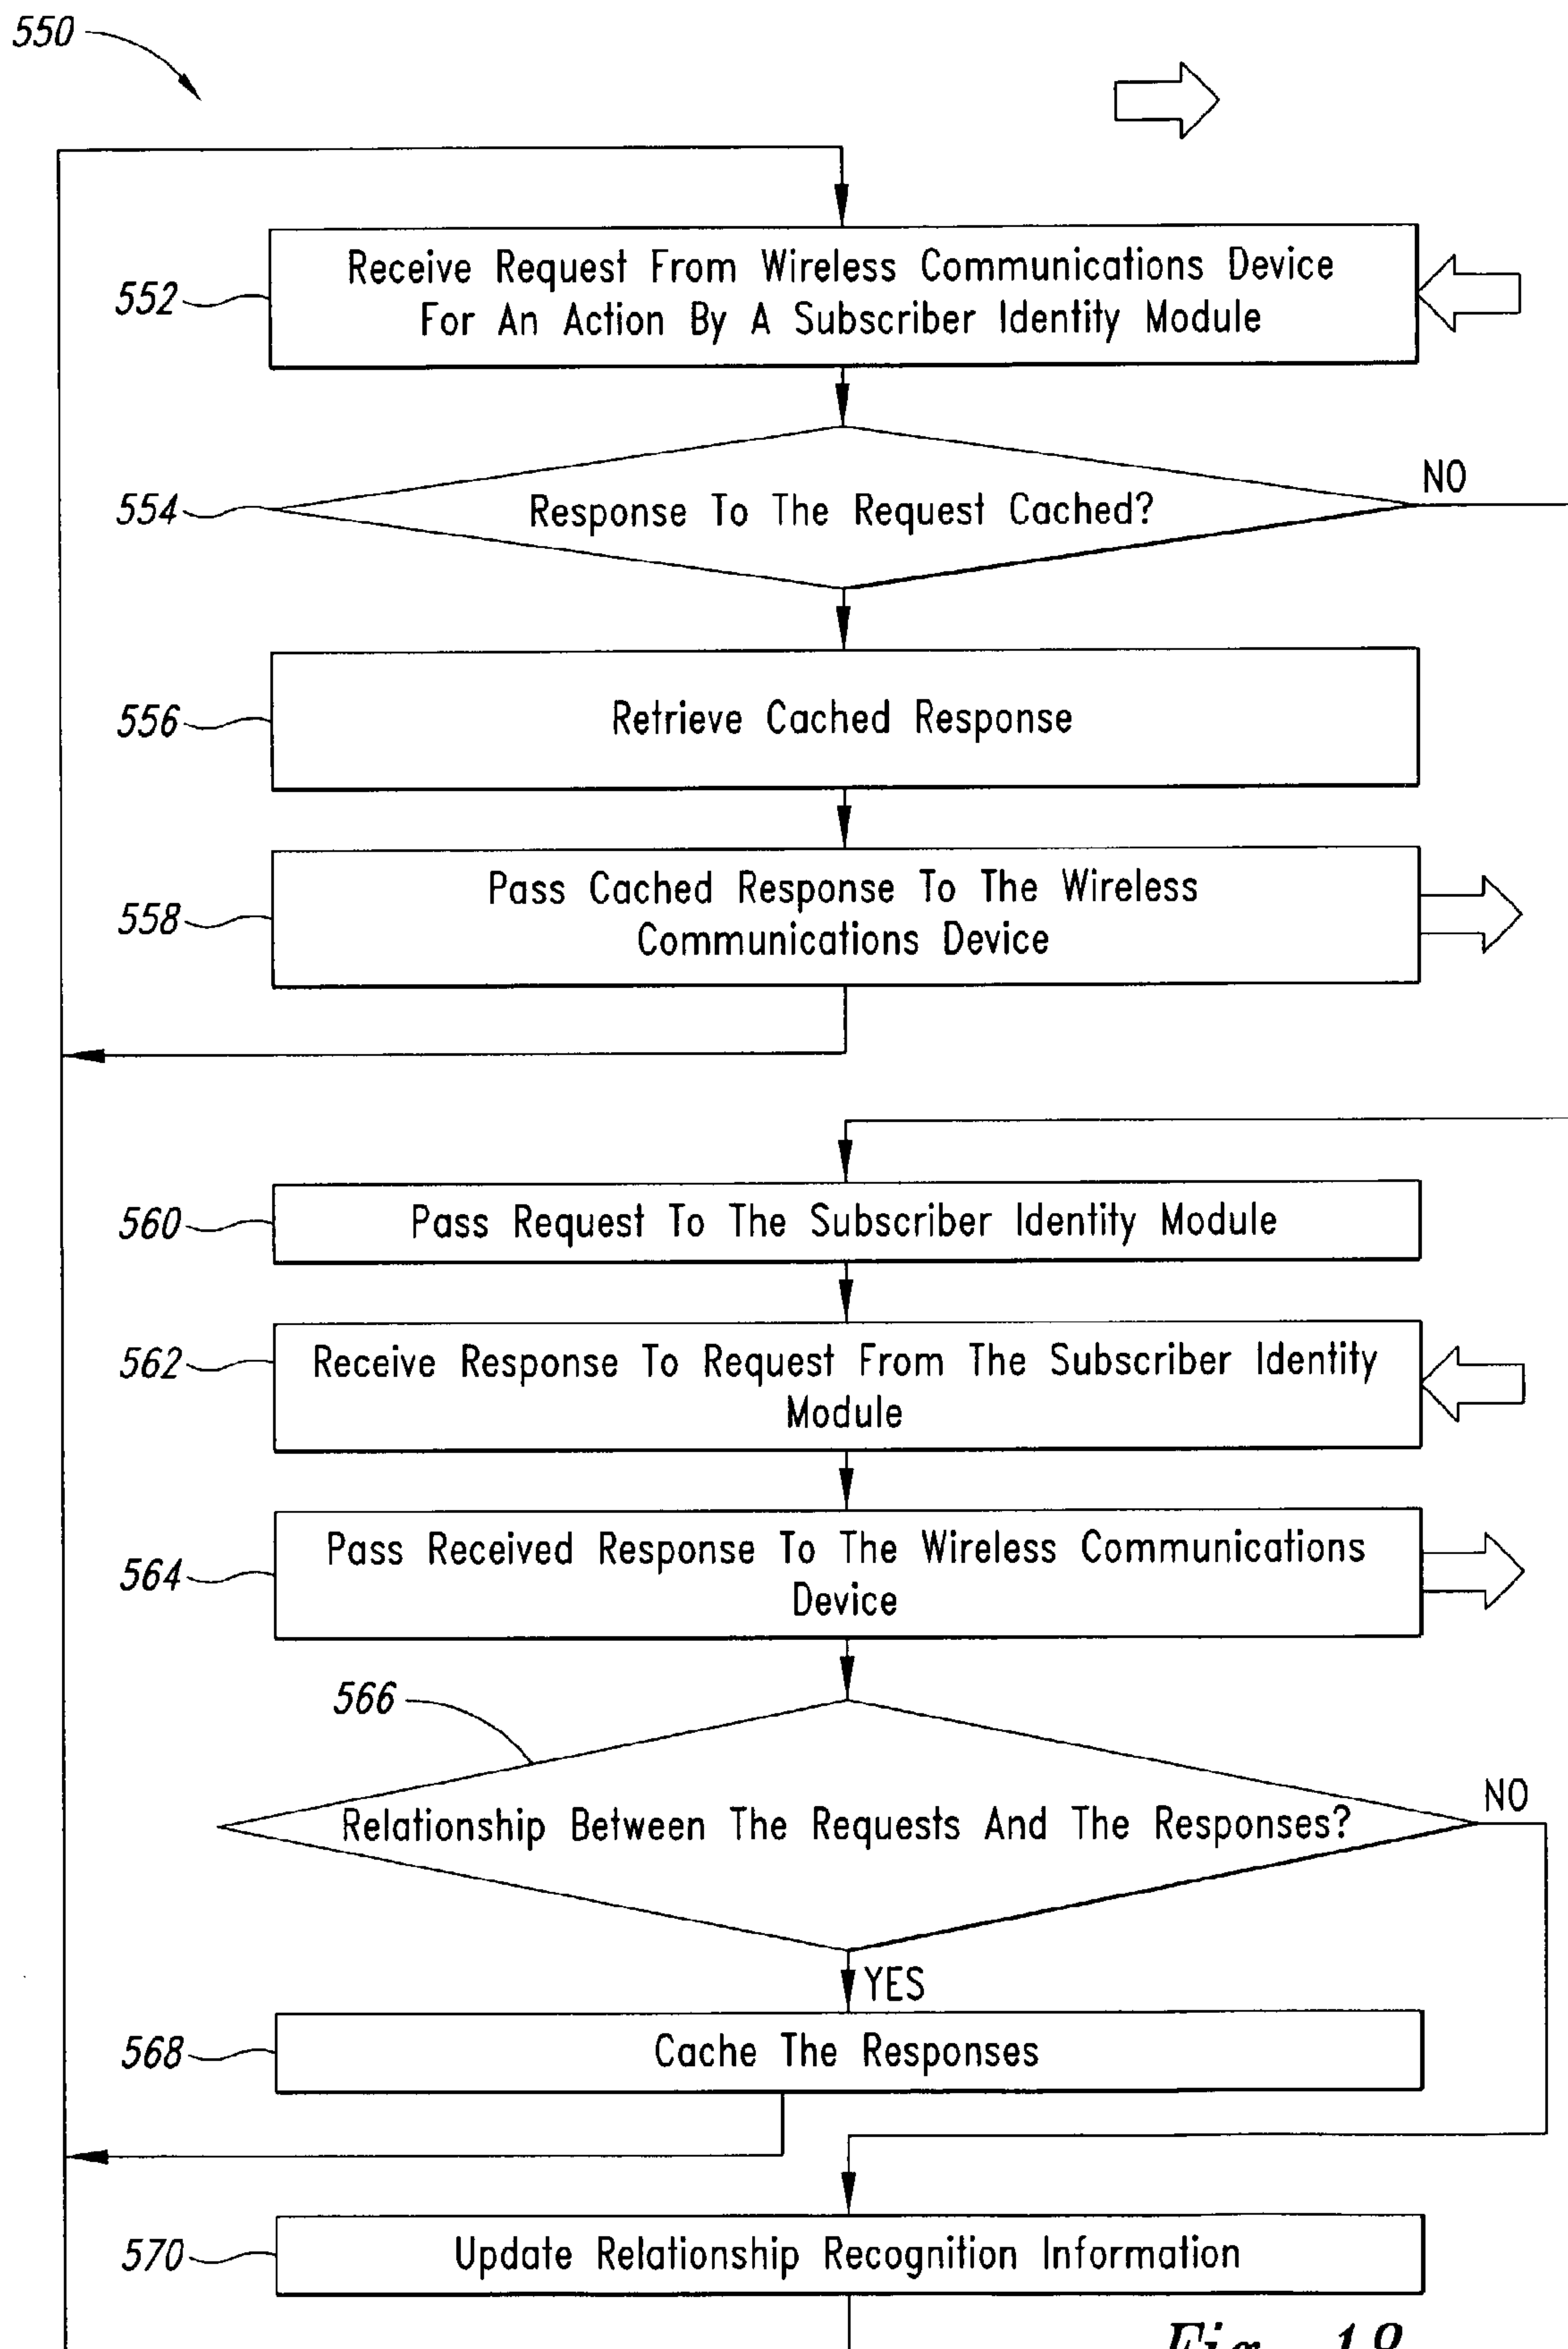 550
552
Receive Request From Wireless Communications Device
For An Action By A Subscriber Identity Module
554
Response To The Request Cached?
NO
556
Retrieve Cached Response
558
Pass Cached Response To The Wireless
Communications Device
560
Pass Request To The Subscriber Identity Module
562
Receive Response To Request From The Subscriber Identity
Module
564
Pass Received Response To The Wireless Communications
Device
566
Relationship Between The Requests And The Responses?
NO
YES
568
Cache The Responses
570
Update Relationship Recognition Information
Fig.